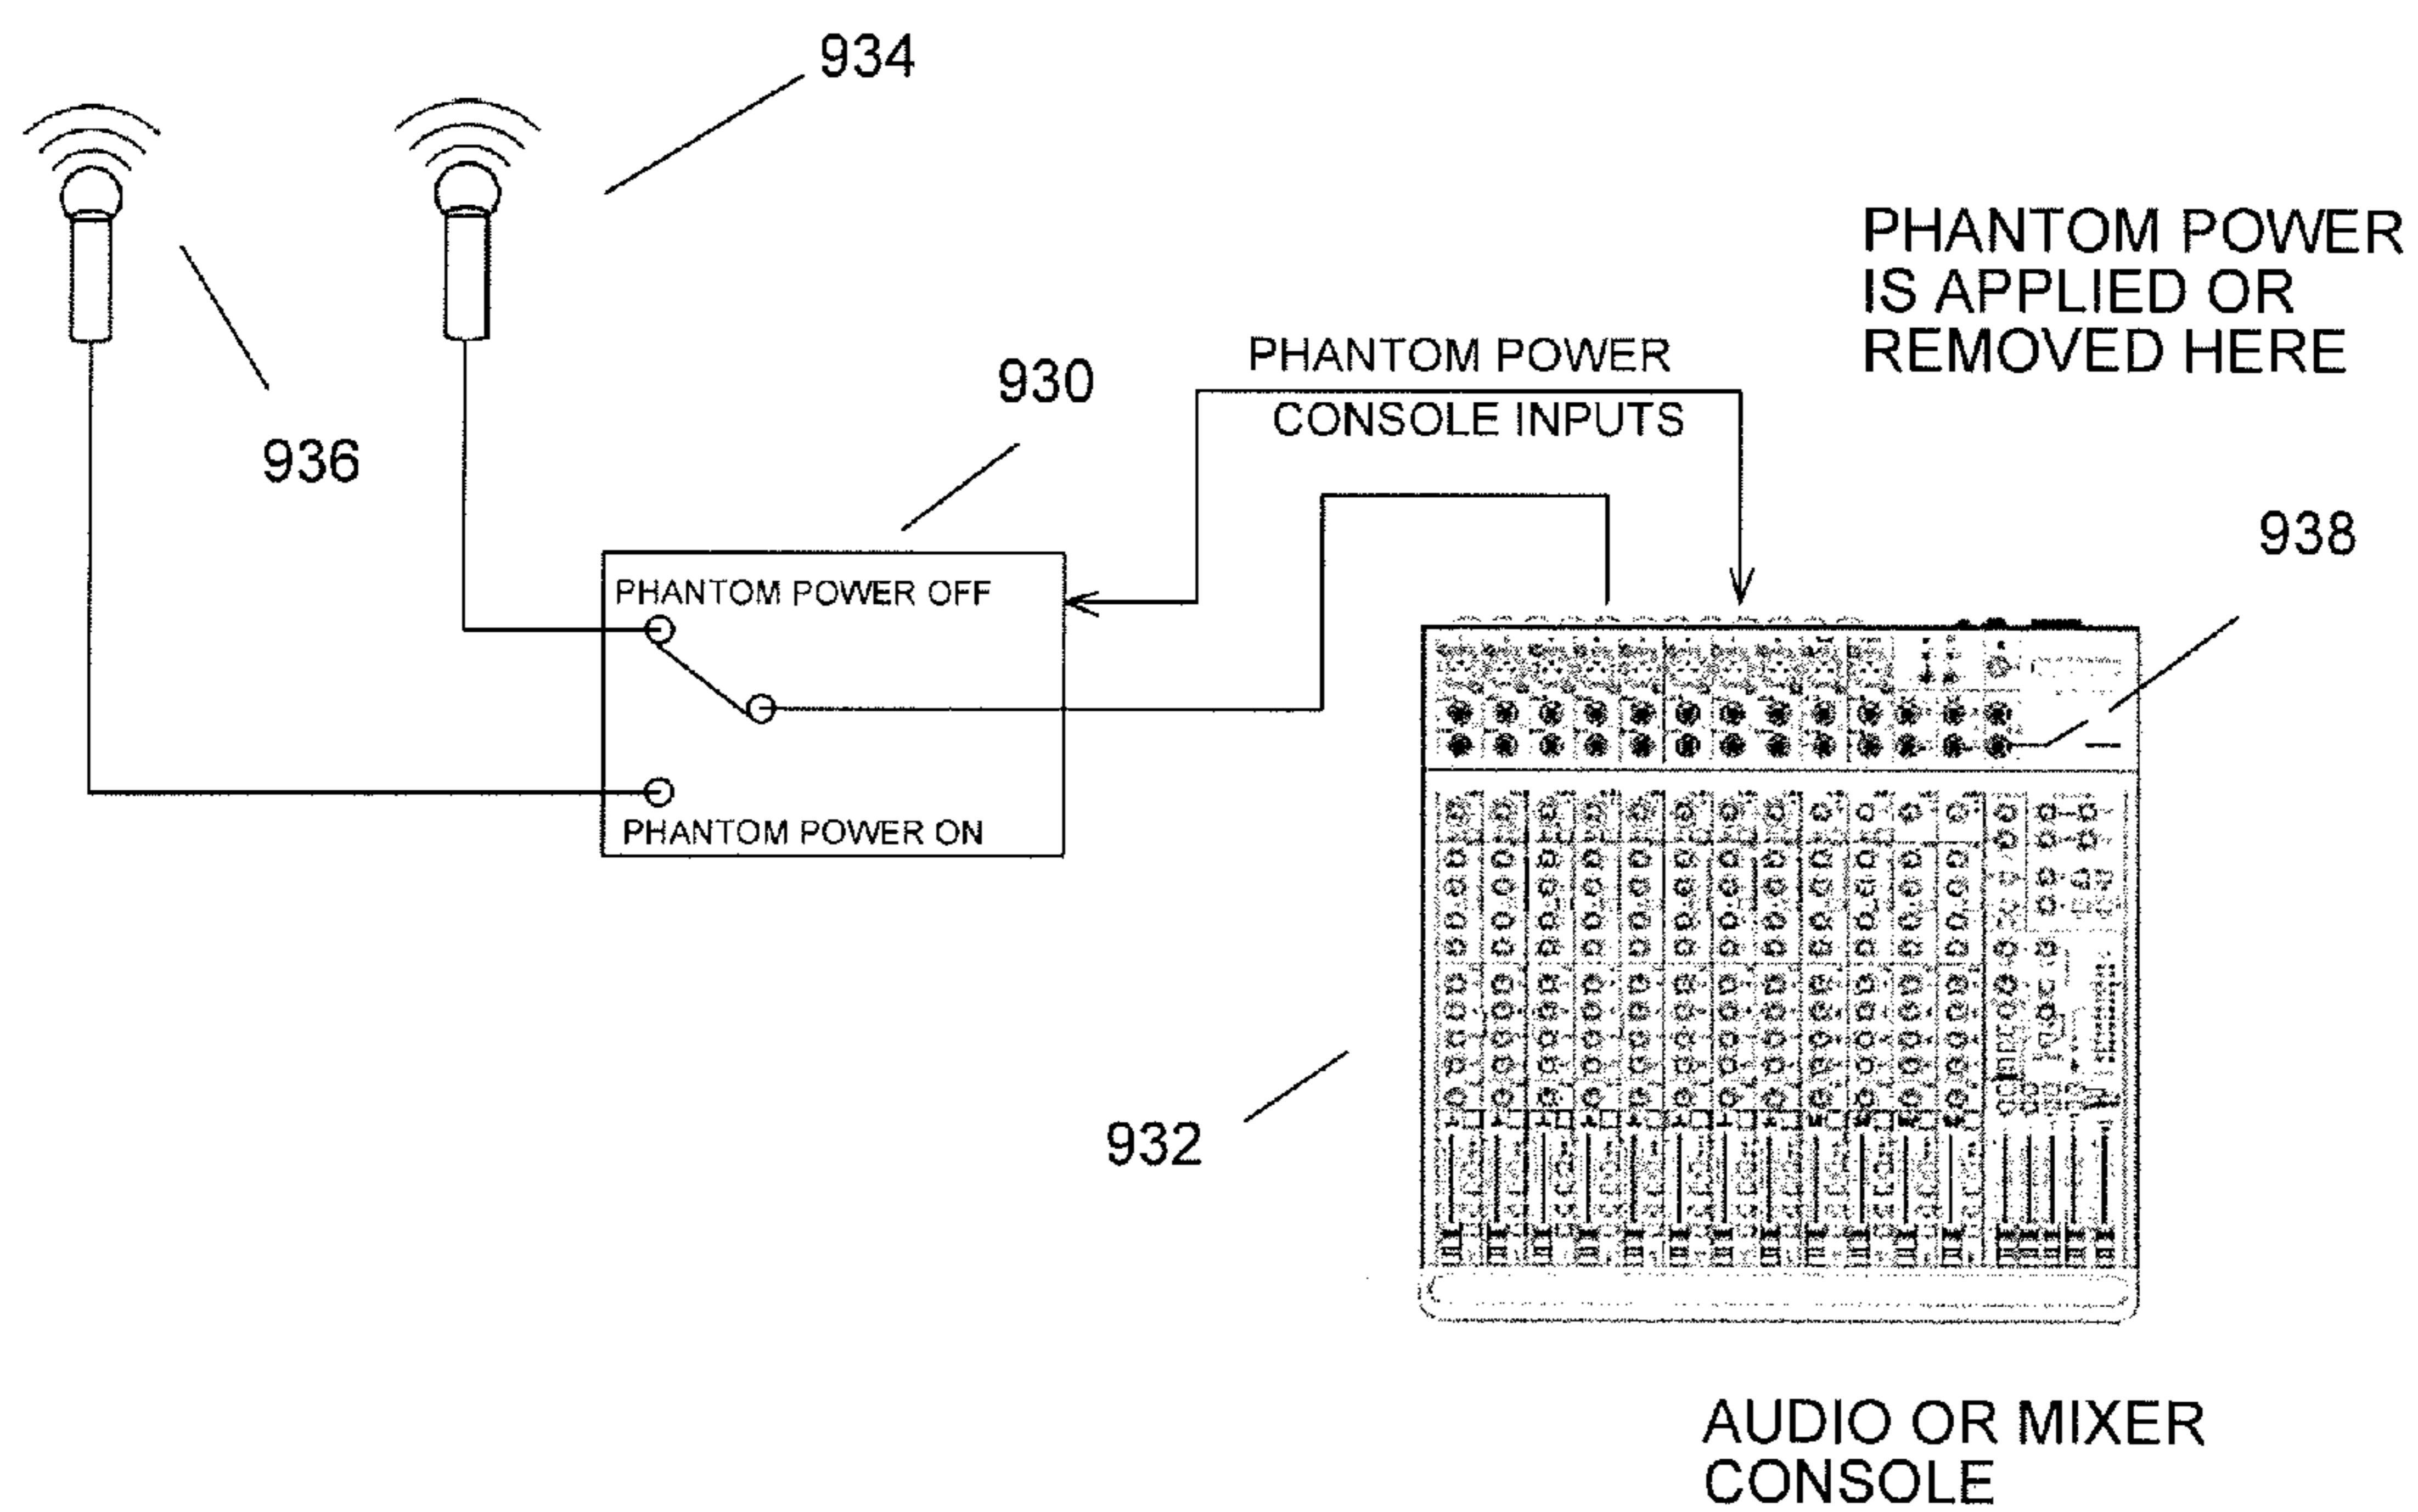 934
PHANTOM POWER
IS APPLIED OR
REMOVED HERE
PHANTOM POWER
CONSOLE INPUTS
930
936
938
PHANTOM POWER OFF
PHANTOM POWER ON
932
AUDIO OR MIXER
CONSOLE